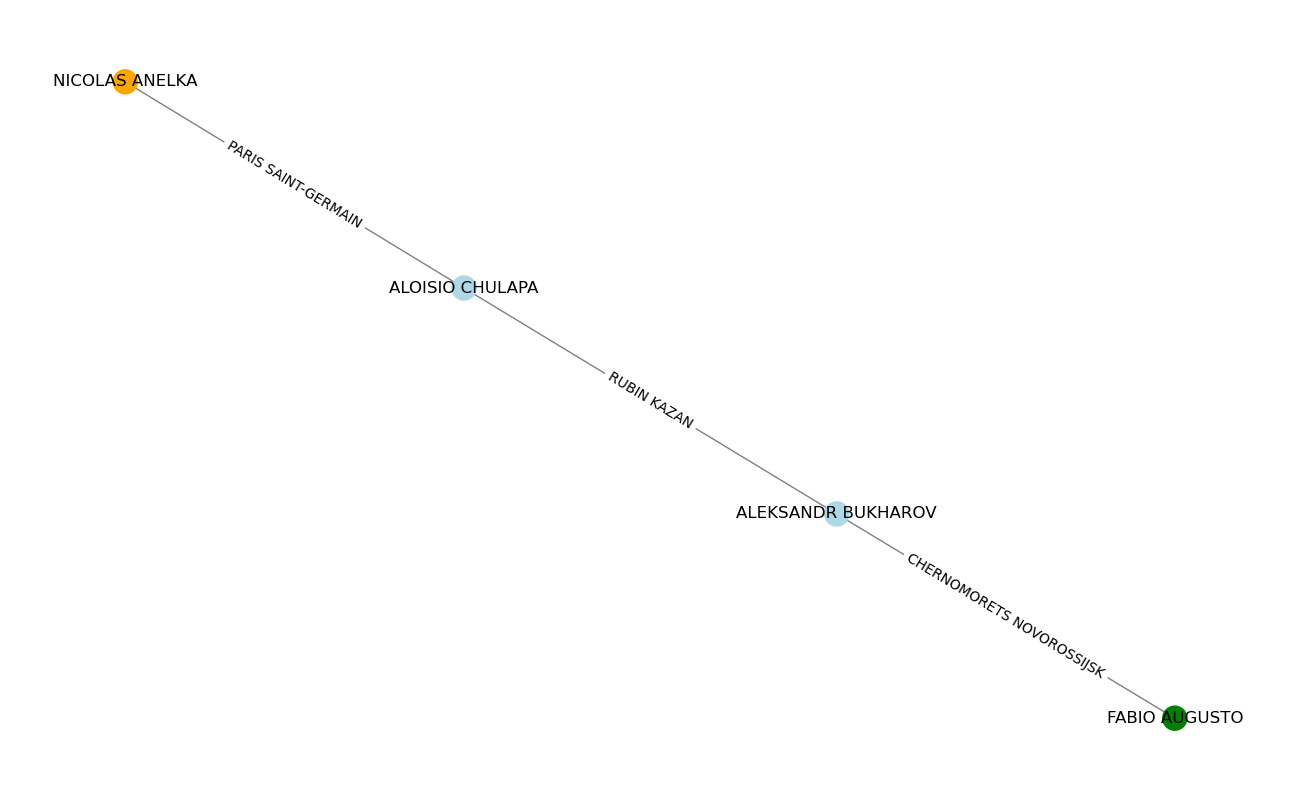 NICOLAS ANELKA
PARIS SAINT-GERMAIN
ALOISIO CHULAPA
RUBIN KAZAN
ALEKSANDR BUKHAROV
CHERNOMORETS NOVOROSSIJSK
FABIO AUGUSTO